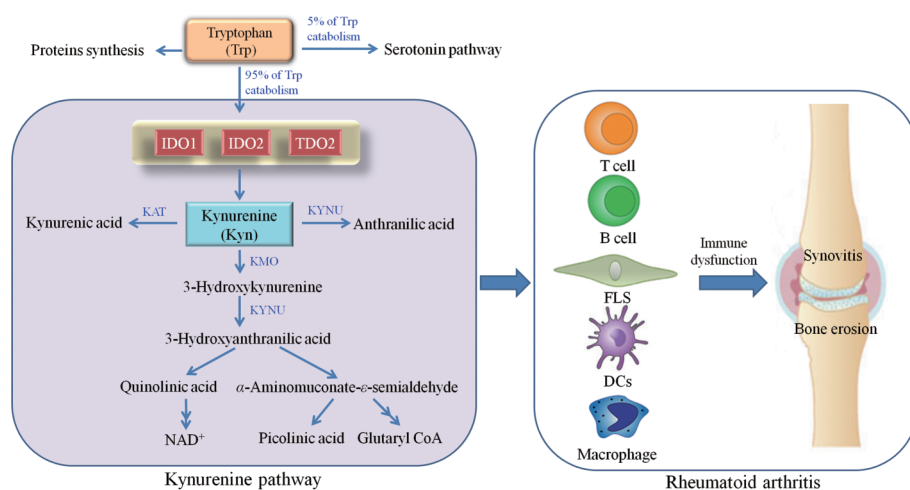 Tryptophan
(Trp)
5% of Trp
catabolism
Proteins synthesis
Serotonin pathway
95% of Trp
catabolism
IDO1
IDO2
TDO2
Kynurenic acid
KAT
Kynurenine
(Kyn)
KYNU
Anthranilic acid
KMO
3-Hydroxykynurenine
KYNU
3-Hydroxyanthranilic acid
Quinolinic acid
α-Aminomuconate-ε-semialdehyde
NAD⁺
Picolinic acid
Glutaryl CoA
Kynurenine pathway
T cell
B cell
FLS
DCs
Macrophage
Immune
dysfunction
Synovitis
Bone erosion
Rheumatoid arthritis